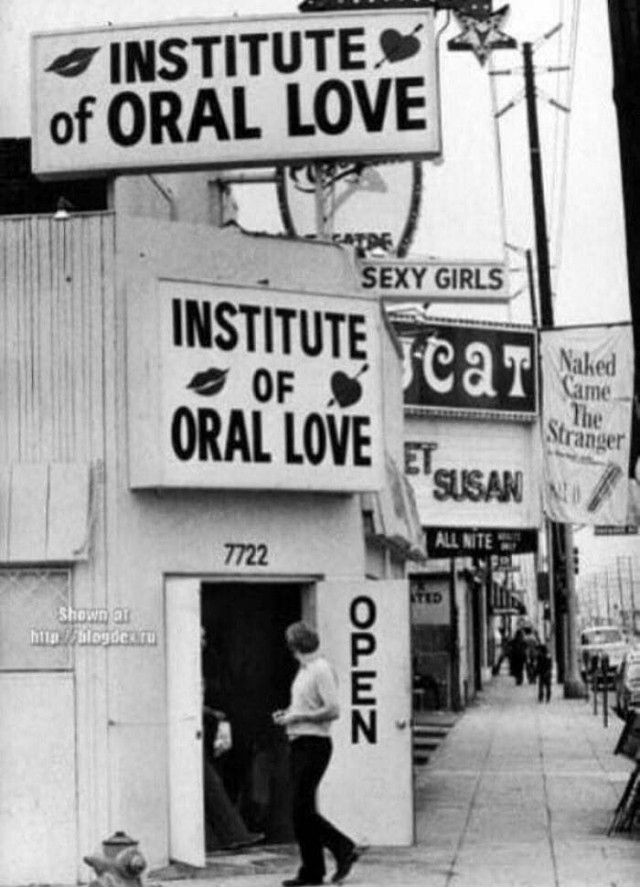 INSTITUTE
of ORAL LOVE
SEXY GIRLS
INSTITUTE
OF
ORAL LOVE
cat
Naked
Came
The
Stranger
SUSAN
ALL NITE
7722
OPEN
Shown at
http://blogdex.ru